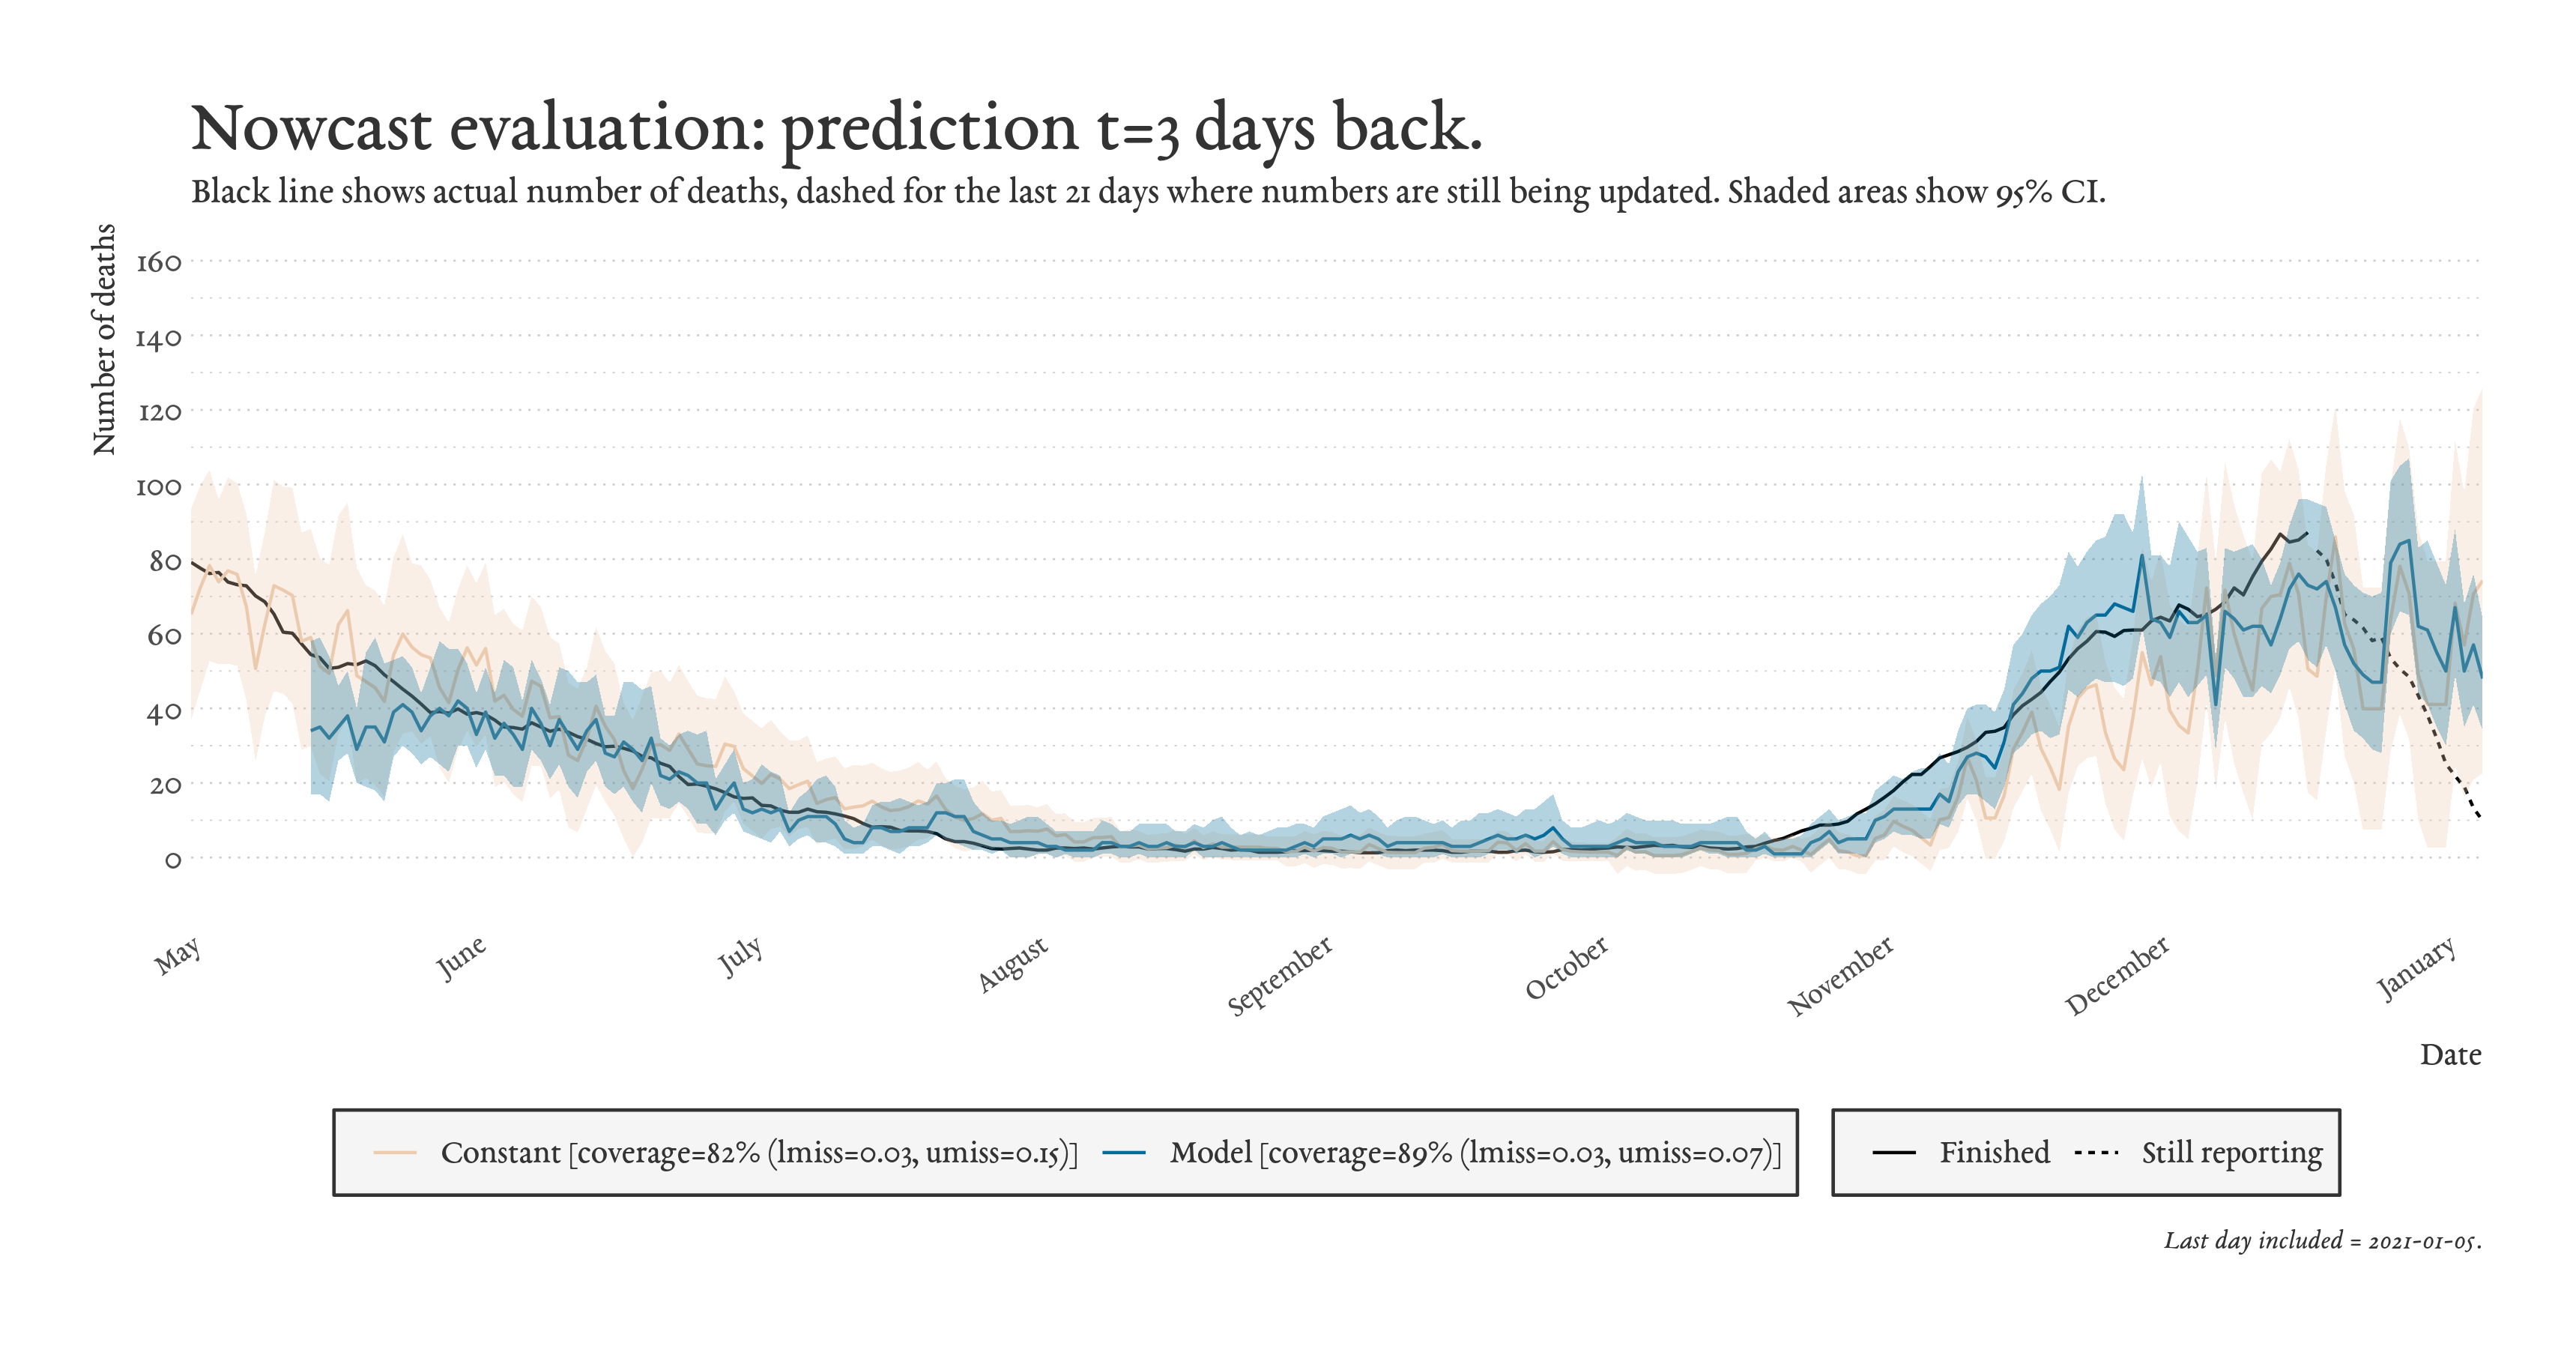 Nowcast evaluation: prediction t=3 days back.
Black line shows actual number of deaths, dashed for the last 21 days where numbers are still being updated. Shaded areas show 95% CI.
Number of deaths
160
140
120
100
80
60
40
20
0
May
June
July
August
September
October
November
December
January
Date
Constant [coverage=82% (lmiss=0.03, umiss=0.15)]
Model [coverage=89% (lmiss=0.03, umiss=0.07)]
Finished
Still reporting
Last day included = 2021-01-05.